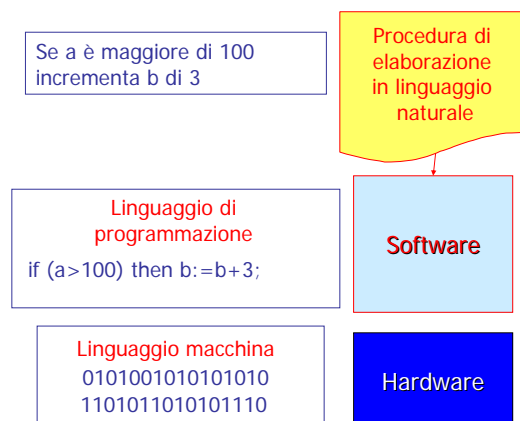 Se a è maggiore di 100
incrementa b di 3
Procedura di
elaborazione
in linguaggio
naturale
Linguaggio di
programmazione
if (a>100) then b:=b+3;
Software
Linguaggio macchina
0101001010101010
1101011010101110
Hardware